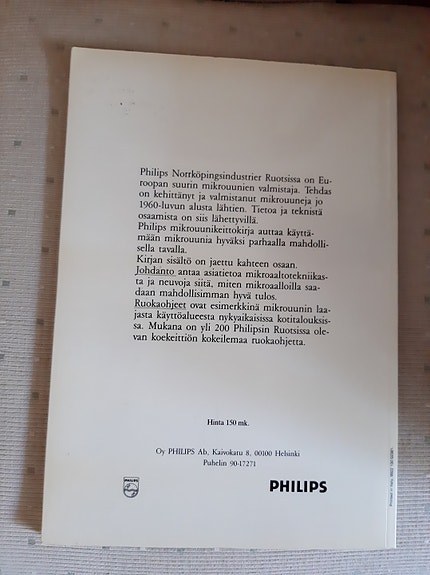 Philips Norrköpingsindustrier Ruotsissa on Eu-
roopan suurin mikrouunien valmistaja. Tehdas
on kehittänyt ja valmistanut mikrouuneja jo
1960-luvun alusta lähtien. Tietoa ja teknistä
osaamista on siis lähettyvillä.
Philips mikrouunikeittokirja auttaa käyttä-
mään mikrouunia hyväksi parhaalla mahdolli-
sella tavalla.
Kirjan sisältö on jaettu kahteen osaan.
Johdanto antaa asiatietoa mikroaaltotekniikas-
ta ja neuvoja siitä, miten mikroaalloilla saa-
daan mahdollisimman hyvä tulos.
Ruokaohjeet ovat esimerkkinä mikrouunin laa-
jasta käyttöalueesta nykyaikaisissa kotitalouksis-
sa. Mukana on yli 200 Philipsin Ruotsissa ole-
van koekeittiön kokeilemaa ruokaohjetta.
Hinta 150 mk.
Oy PHILIPS Ab, Kaivokatu 8, 00100 Helsinki
Puhelin 90-17271
PHILIPS
PHILIPS